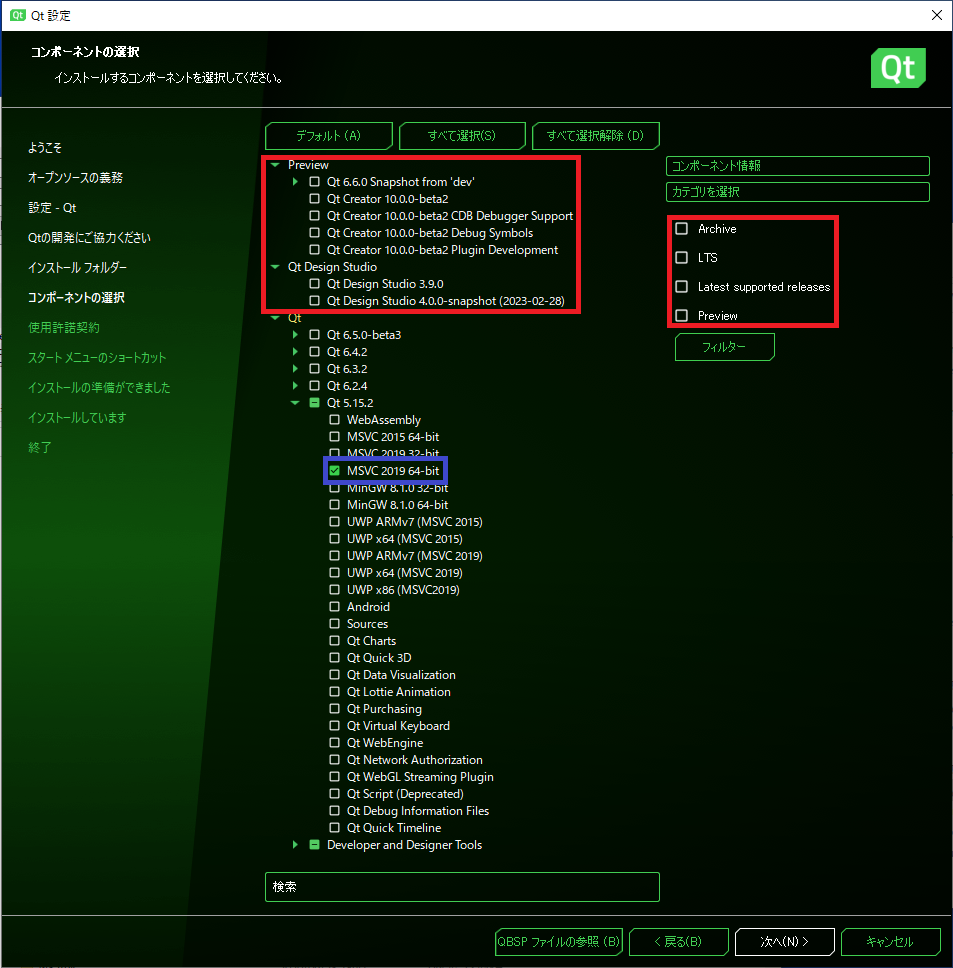 Qt 設定
コンポーネントの選択
インストールするコンポーネントを選択してください。
Qt
ようこそ
オープンソースの義務
設定 - Qt
Qtの開発にご協力ください
インストール フォルダー
コンポーネントの選択
使用許諾契約
スタート メニューのショートカット
インストールの準備ができました
インストールしています
終了
デフォルト (A)
すべて選択(S)
すべて選択解除 (D)
Preview
Qt 6.6.0 Snapshot from 'dev'
Qt Creator 10.0.0-beta2
Qt Creator 10.0.0-beta2 CDB Debugger Support
Qt Creator 10.0.0-beta2 Debug Symbols
Qt Creator 10.0.0-beta2 Plugin Development
Qt Design Studio
Qt Design Studio 3.9.0
Qt Design Studio 4.0.0-snapshot (2023-02-28)
Qt
Qt 6.5.0-beta3
Qt 6.4.2
Qt 6.3.2
Qt 6.2.4
Qt 5.15.2
WebAssembly
MSVC 2015 64-bit
MSVC 2019 32-bit
MSVC 2019 64-bit
MinGW 8.1.0 32-bit
MinGW 8.1.0 64-bit
UWP ARMv7 (MSVC 2015)
UWP x64 (MSVC 2015)
UWP ARMv7 (MSVC 2019)
UWP x64 (MSVC 2019)
UWP x86 (MSVC2019)
Android
Sources
Qt Charts
Qt Quick 3D
Qt Data Visualization
Qt Lottie Animation
Qt Purchasing
Qt Virtual Keyboard
Qt WebEngine
Qt Network Authorization
Qt WebGL Streaming Plugin
Qt Script (Deprecated)
Qt Debug Information Files
Qt Quick Timeline
Developer and Designer Tools
検索
コンポーネント情報
カテゴリを選択
Archive
LTS
Latest supported releases
Preview
フィルター
QBSP ファイルの参照 (B)
< 戻る(B)
次へ(N) >
キャンセル